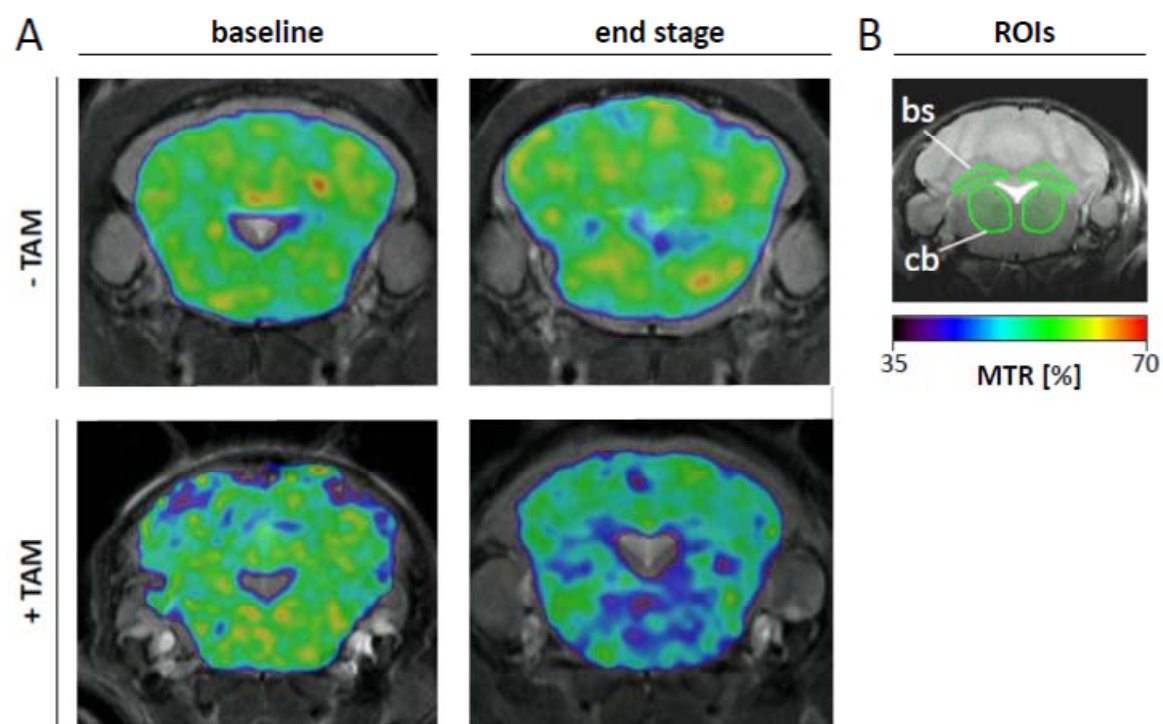 A
baseline
end stage
B
ROIs
- TAM
bs
cb
35
70
MTR [%]
+ TAM